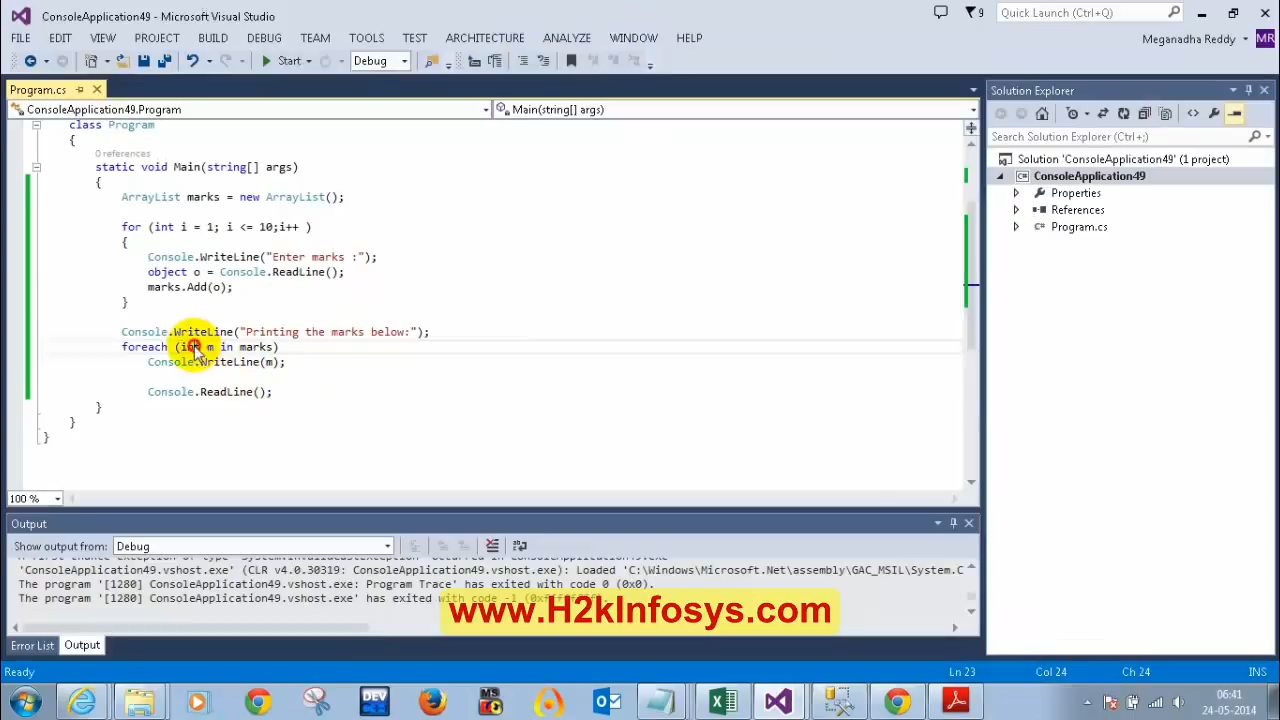 ConsoleApplication49 - Microsoft Visual Studio
9
Quick Launch (Ctrl+Q)
FILE EDIT VIEW PROJECT BUILD DEBUG TEAM TOOLS TEST ARCHITECTURE ANALYZE WINDOW HELP
Meganadha Reddy MR
Start Debug
Program.cs
Solution Explorer
ConsoleApplication49.Program Main(string[] args)
class Program
{
0 references
static void Main(string[] args)
{
ArrayList marks = new ArrayList();
for (int i = 1; i <= 10;i++ )
{
Console.WriteLine("Enter marks :");
object o = Console.ReadLine();
marks.Add(o);
}
Console.WriteLine("Printing the marks below:");
foreach (int m in marks)
Console.WriteLine(m);
Console.ReadLine();
}
}
}
Search Solution Explorer (Ctrl+;)
Solution 'ConsoleApplication49' (1 project)
ConsoleApplication49
Properties
References
C# Program.cs
100 %
Output
Show output from: Debug
'ConsoleApplication49.vshost.exe' (CLR v4.0.30319: ConsoleApplication49.vshost.exe): Loaded 'C:\Windows\Microsoft.Net\assembly\GAC_MSIL\System.C
The program '[1280] ConsoleApplication49.vshost.exe: Program Trace' has exited with code 0 (0x0).
The program '[1280] ConsoleApplication49.vshost.exe' has exited with code -1
www.H2kInfosys.com
Error List Output
Ready Ln 23 Col 24 Ch 24 INS
DEV MS
06:41
24-05-2014